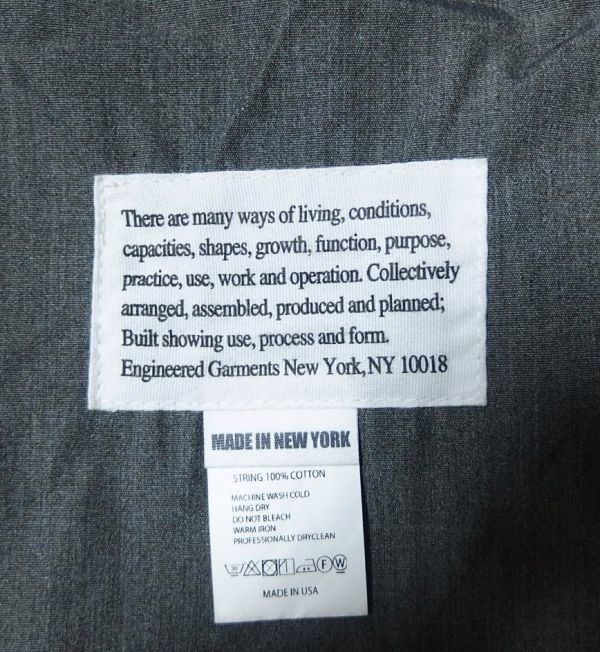 There are many ways of living, conditions,
capacities, shapes, growth, function, purpose,
practice, use, work and operation. Collectively
arranged, assembled, produced and planned;
Built showing use, process and form.
Engineered Garments New York, NY 10018
MADE IN NEW YORK
STRING 100% COTTON
MACHINE WASH COLD
HANG DRY
DO NOT BLEACH
WARM IRON
PROFESSIONALLY DRYCLEAN
30 F W
MADE IN USA